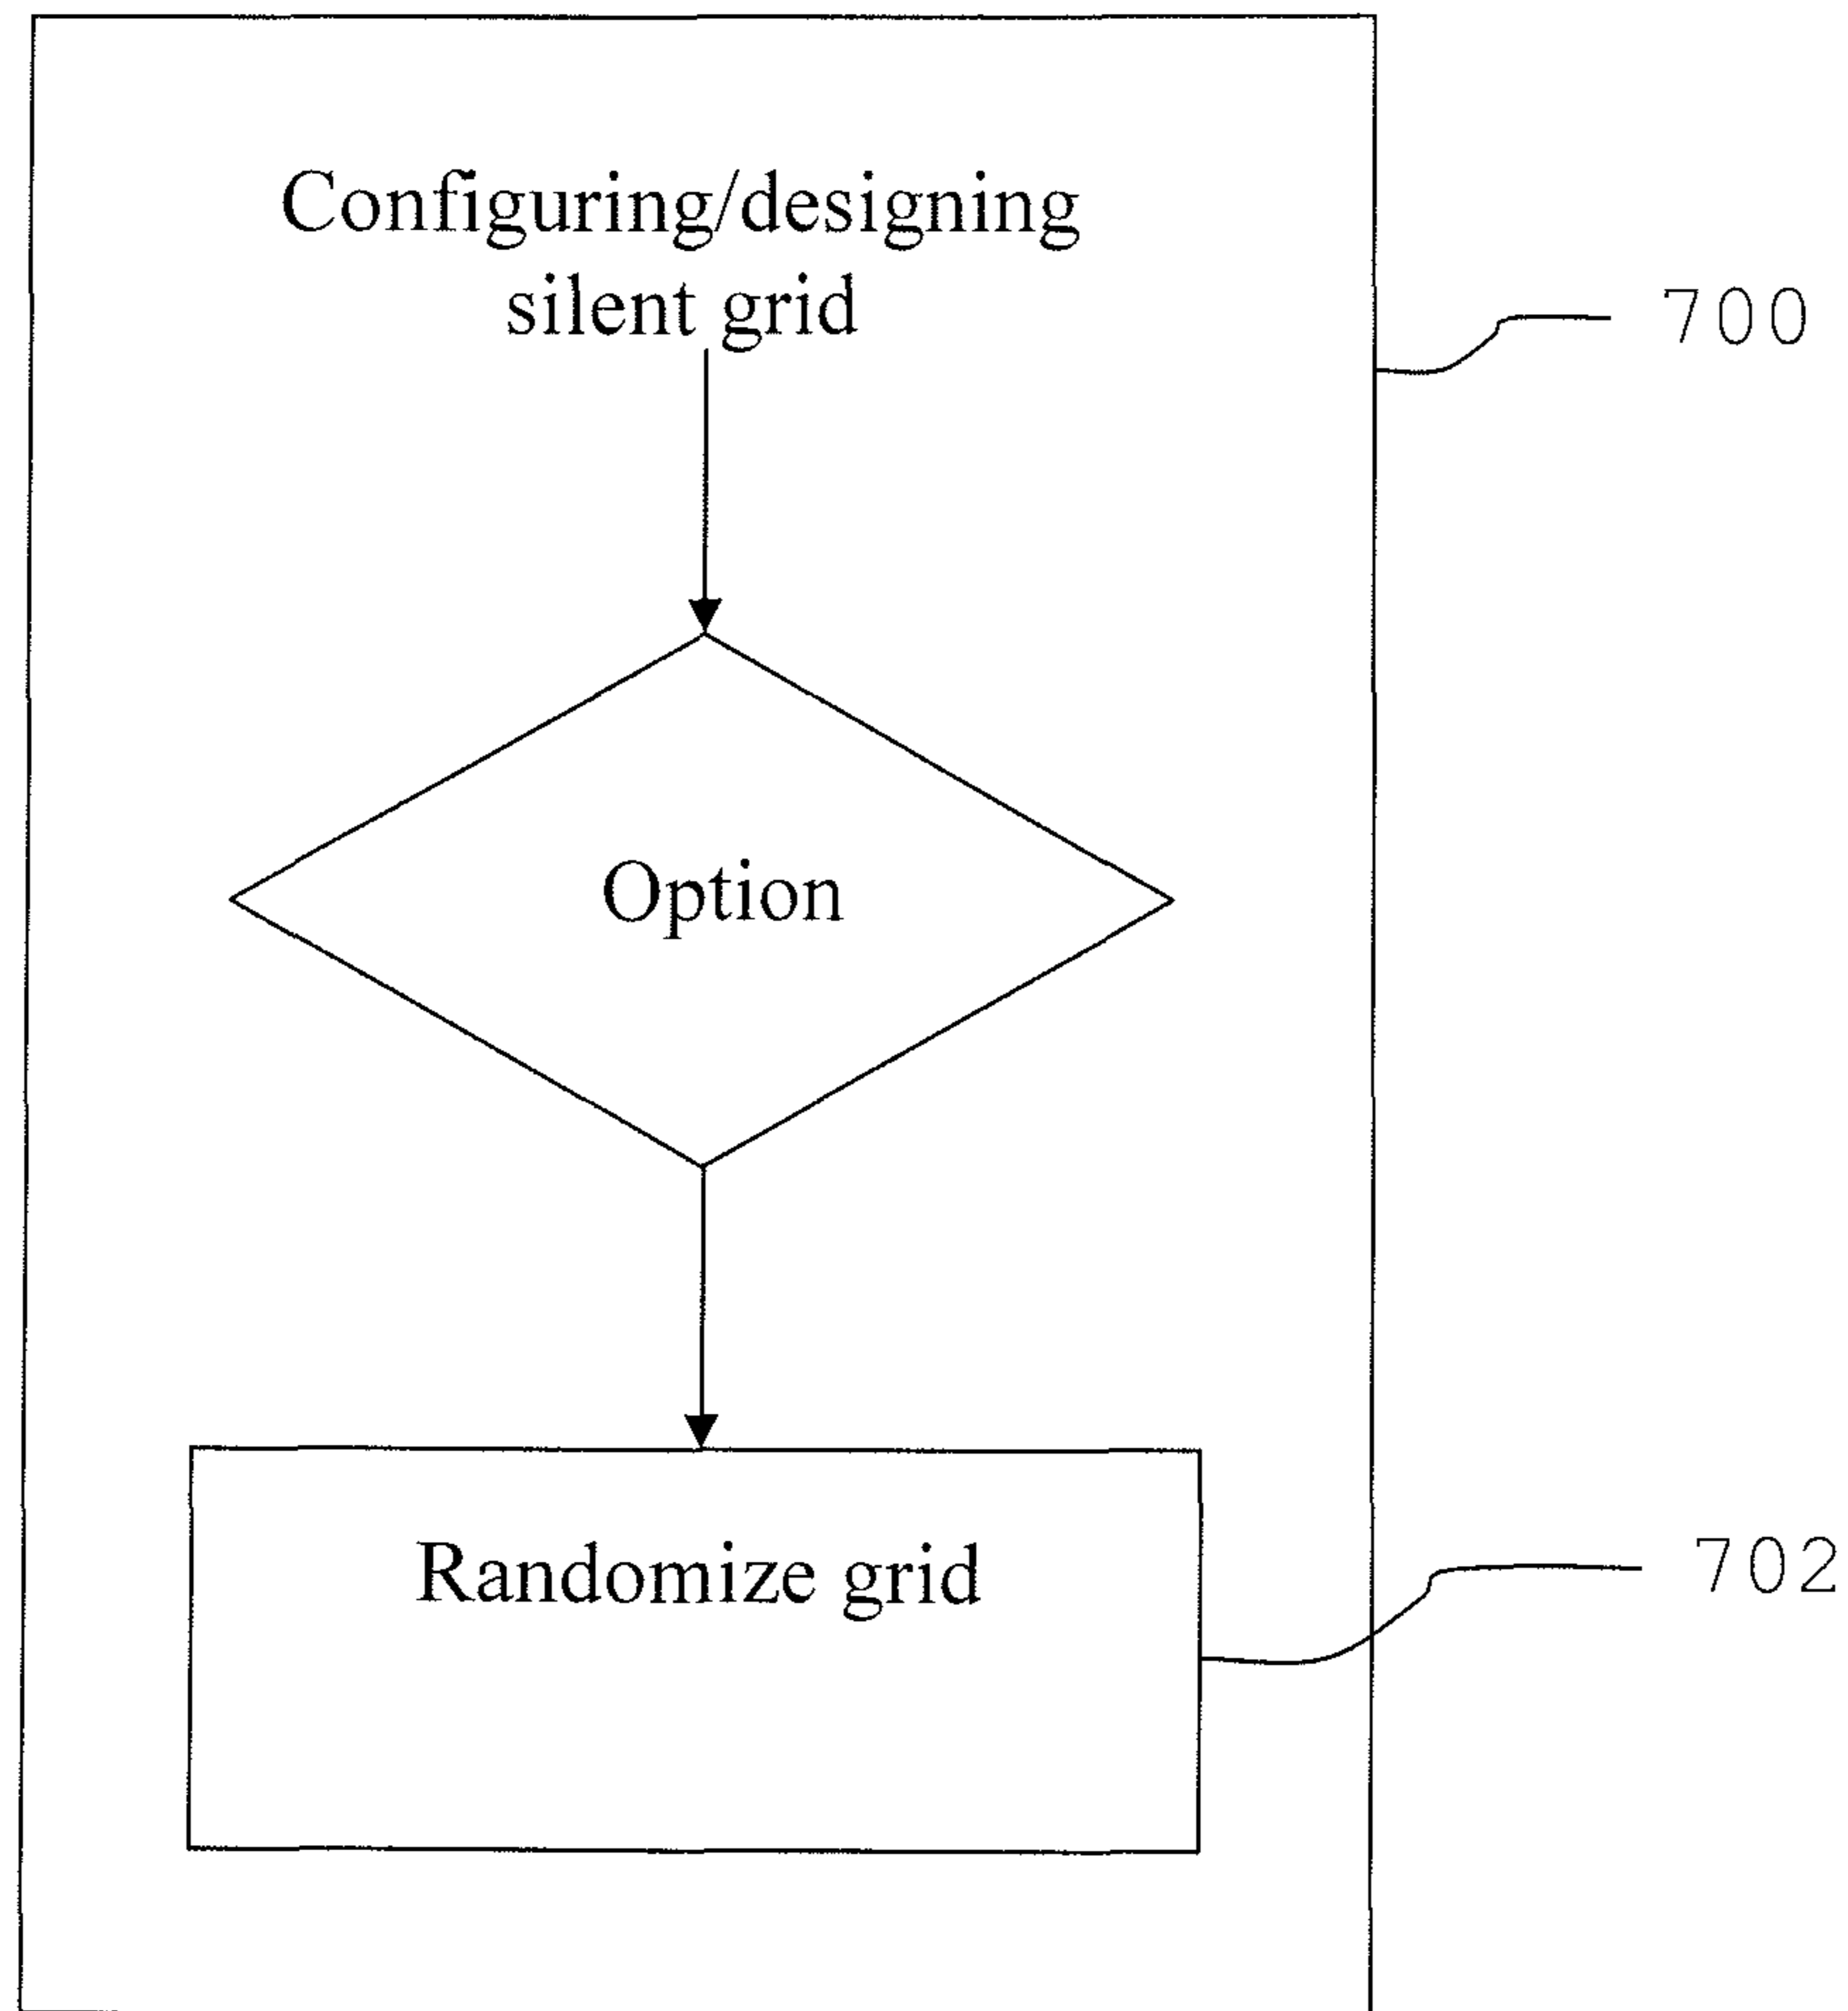 Configuring/designing
silent grid
700
Option
Randomize grid
702